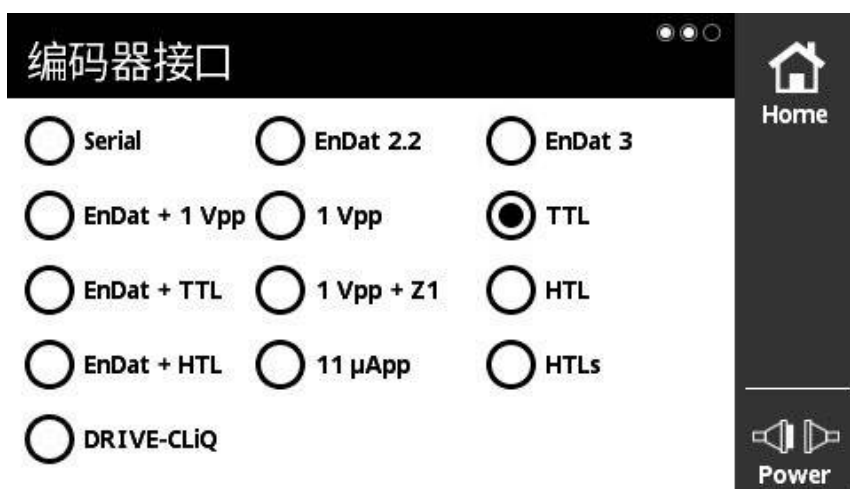 编码器接口
Home
Serial
EnDat 2.2
EnDat 3
EnDat + 1 Vpp
1 Vpp
TTL
EnDat + TTL
1 Vpp + Z1
HTL
EnDat + HTL
11 µApp
HTLs
DRIVE-CLiQ
Power